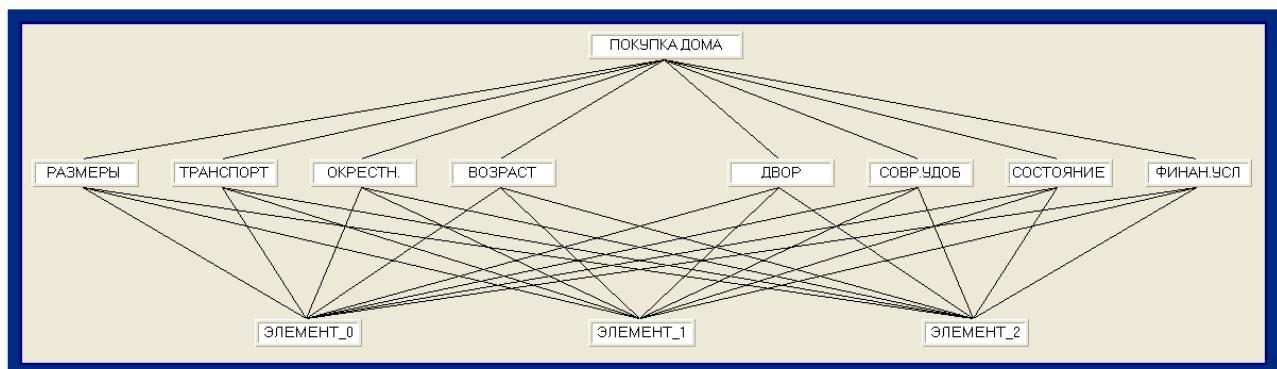 ПОКУПКА ДОМА
РАЗМЕРЫ ТРАНСПОРТ ОКРЕСТН. ВОЗРАСТ ДВОР СОВР.УДОБ СОСТОЯНИЕ ФИНАН.УСЛ
ЭЛЕМЕНТ_0 ЭЛЕМЕНТ_1 ЭЛЕМЕНТ_2